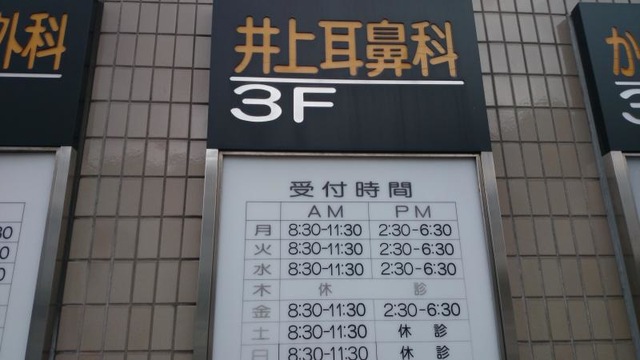 外科
井上耳鼻科
3F
受付時間
AM PM
月 8:30-11:30 2:30-6:30
火 8:30-11:30 2:30-6:30
水 8:30-11:30 2:30-6:30
木 休 診
金 8:30-11:30 2:30-6:30
土 8:30-11:30 休 診
日 8:30-11:30 休 診
か